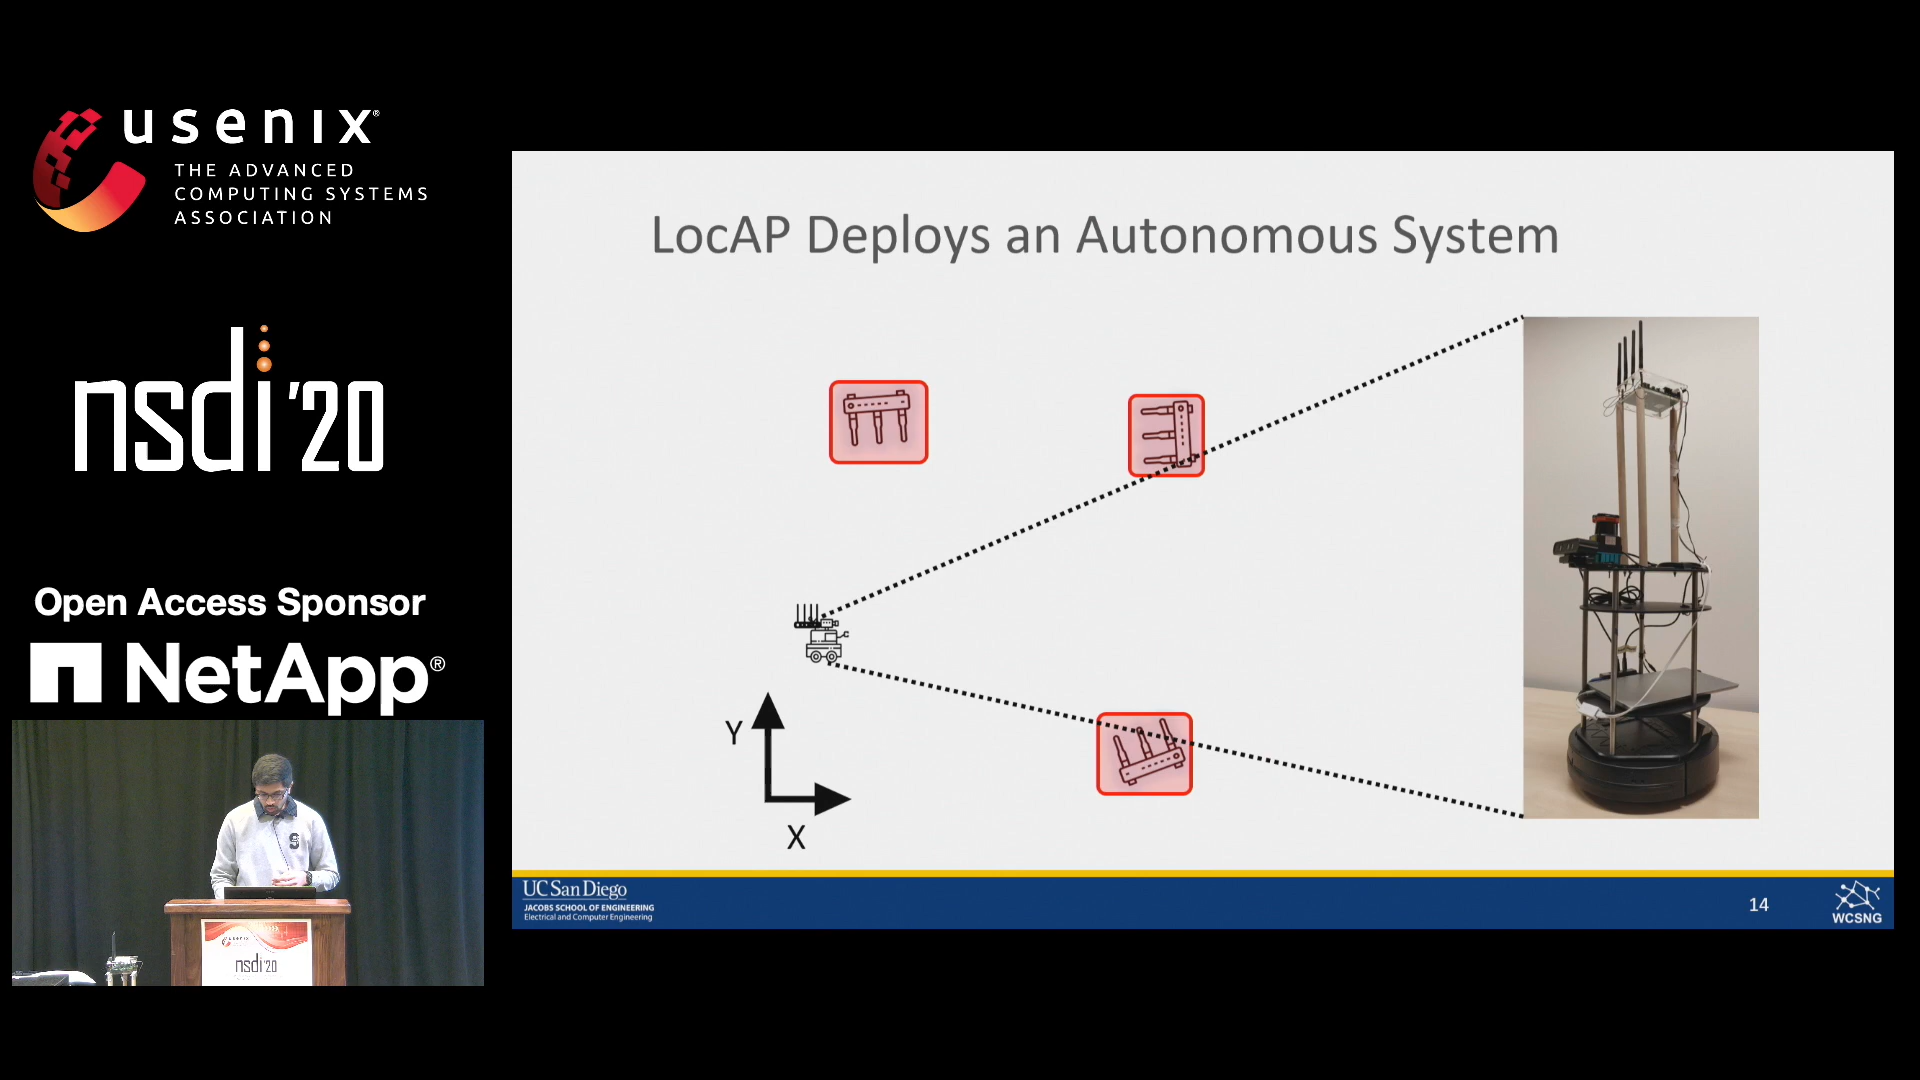 usenix®
THE ADVANCED
COMPUTING SYSTEMS
ASSOCIATION
nsdi '20
Open Access Sponsor
NetApp®
LocAP Deploys an Autonomous System
Y
X
UC San Diego
JACOBS SCHOOL OF ENGINEERING
Electrical and Computer Engineering
14
WCSNG
S
usenix
nsdi '20